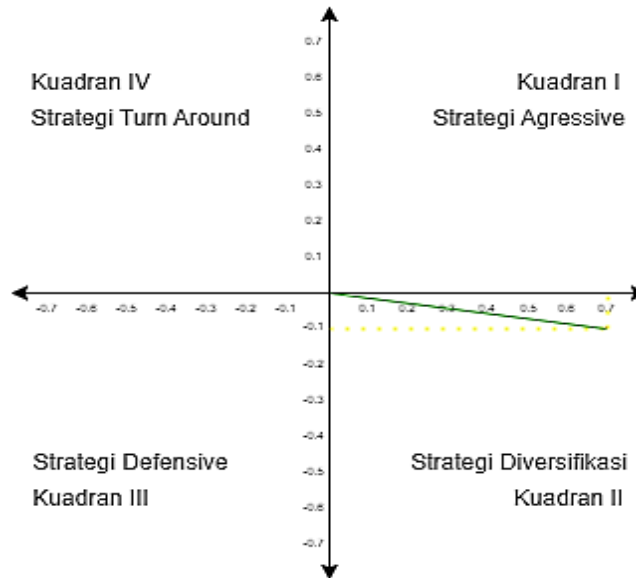 Kuadran IV
Strategi Turn Around
Kuadran I
Strategi Agressive
0.7
0.6
0.5
0.4
0.3
0.2
0.1
-0.7 -0.6 -0.5 -0.4 -0.3 -0.2 -0.1 0.1 0.2 0.3 0.4 0.5 0.6 0.7
-0.1
-0.2
-0.3
-0.4
-0.5
-0.6
-0.7
Strategi Defensive
Kuadran III
Strategi Diversifikasi
Kuadran II